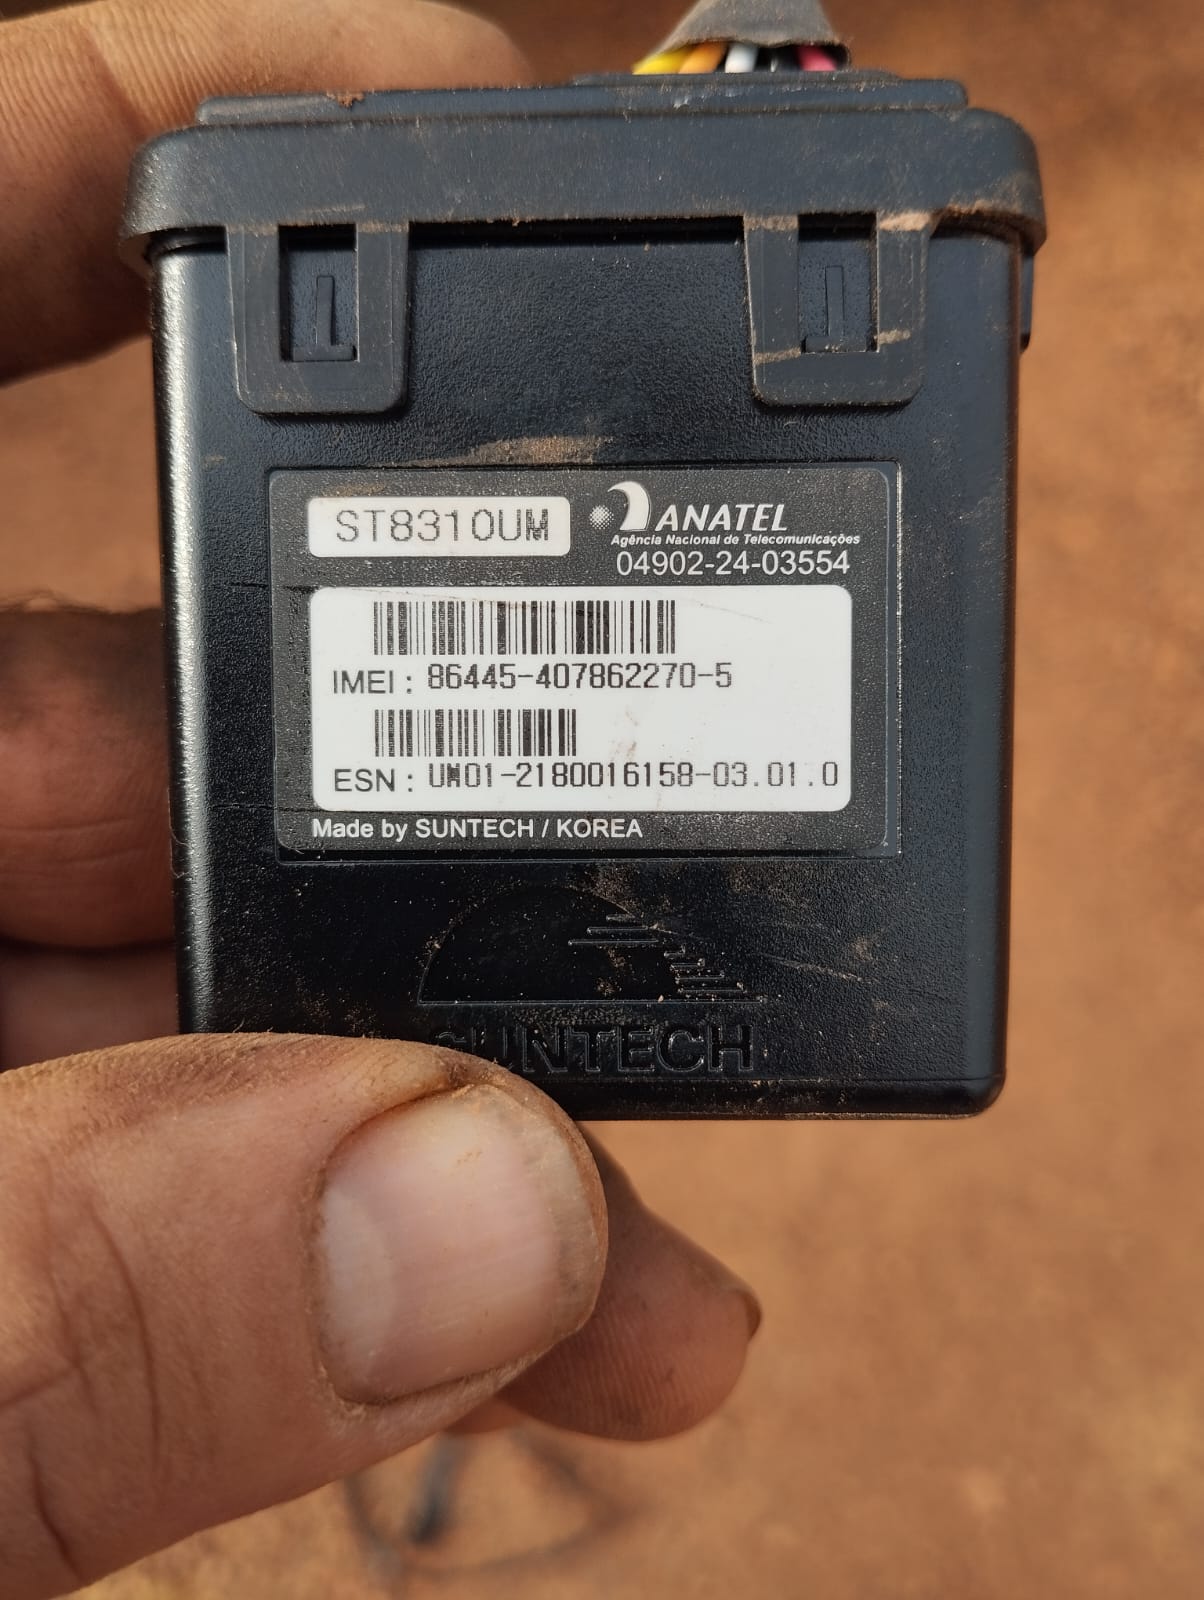 ST8310UM
ANATEL
Agência Nacional de Telecomunicações
04902-24-03554
IMEI : 86445-407862270-5
ESN : UM01-2180016158-03.01.0
Made by SUNTECH / KOREA
SUNTECH